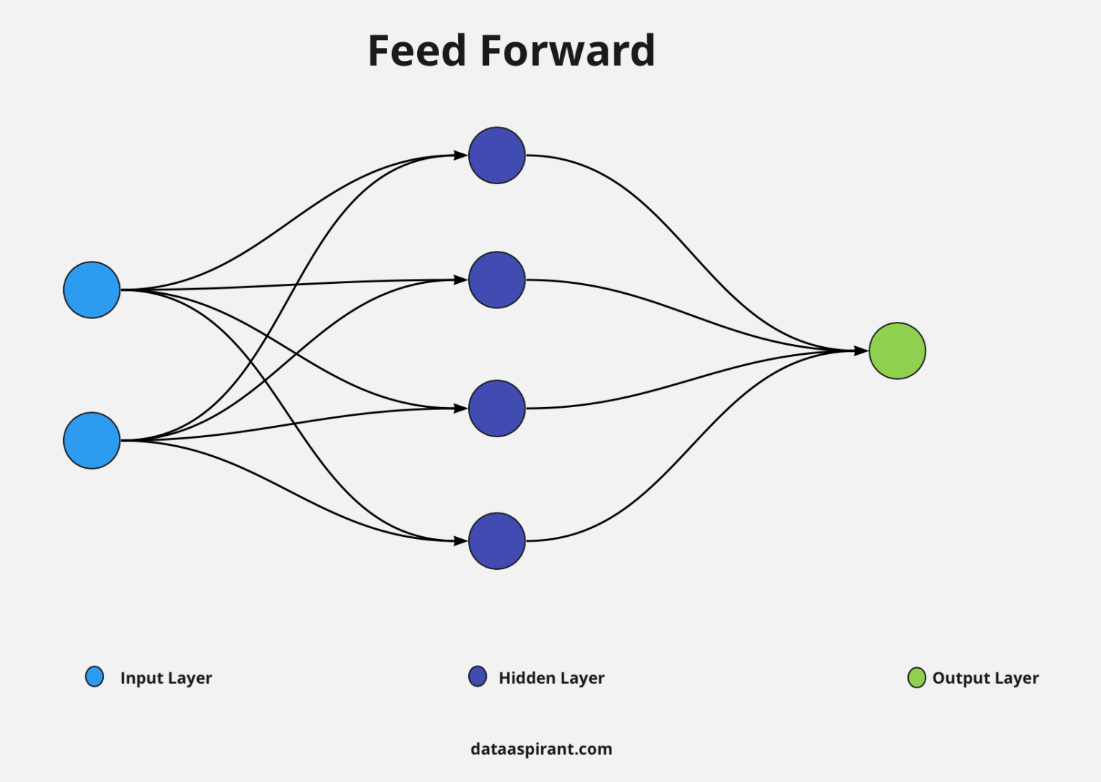 Feed Forward
Input Layer
Hidden Layer
Output Layer
dataaspirant.com